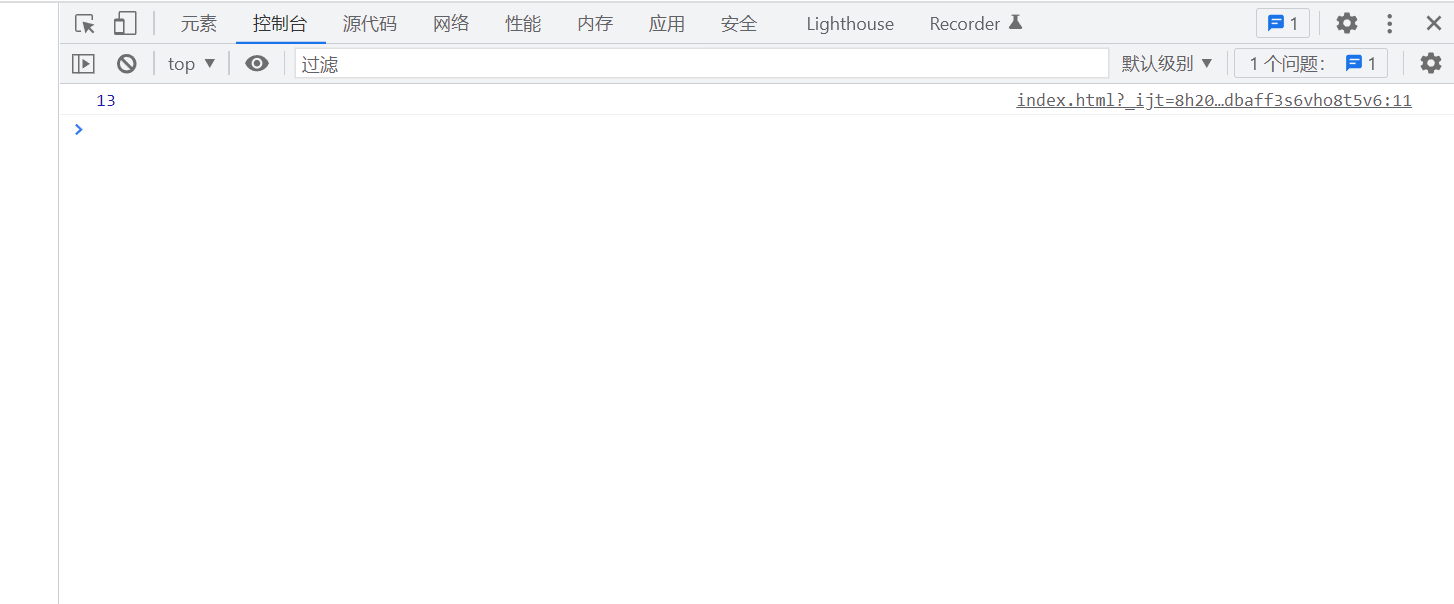 元素 控制台 源代码 网络 性能 内存 应用 安全 Lighthouse Recorder 1
top ▼ 过滤 默认级别 ▼ 1 个问题: 1
13 index.html?_ijt=8h20…dbaff3s6vho8t5v6:11